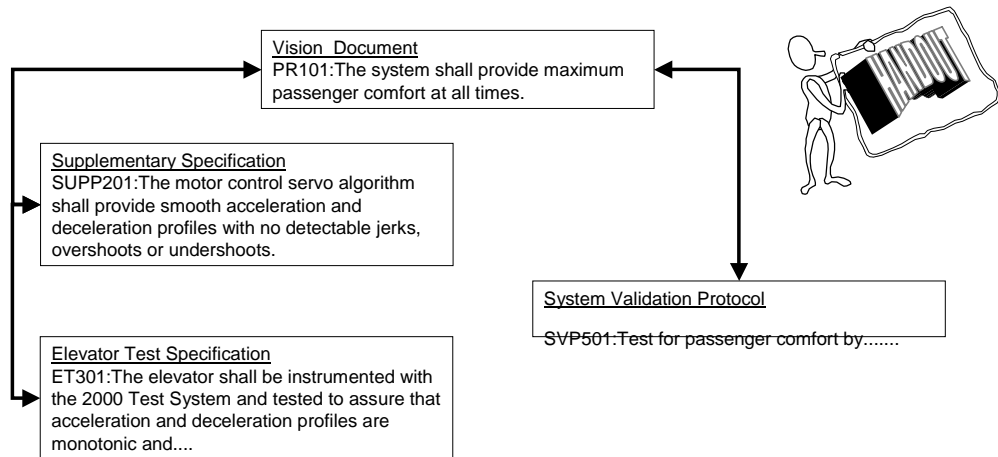 Vision Document
PR101:The system shall provide maximum
passenger comfort at all times.
HANDOUT
Supplementary Specification
SUPP201:The motor control servo algorithm
shall provide smooth acceleration and
deceleration profiles with no detectable jerks,
overshoots or undershoots.
System Validation Protocol
SVP501:Test for passenger comfort by.......
Elevator Test Specification
ET301:The elevator shall be instrumented with
the 2000 Test System and tested to assure that
acceleration and deceleration profiles are
monotonic and....